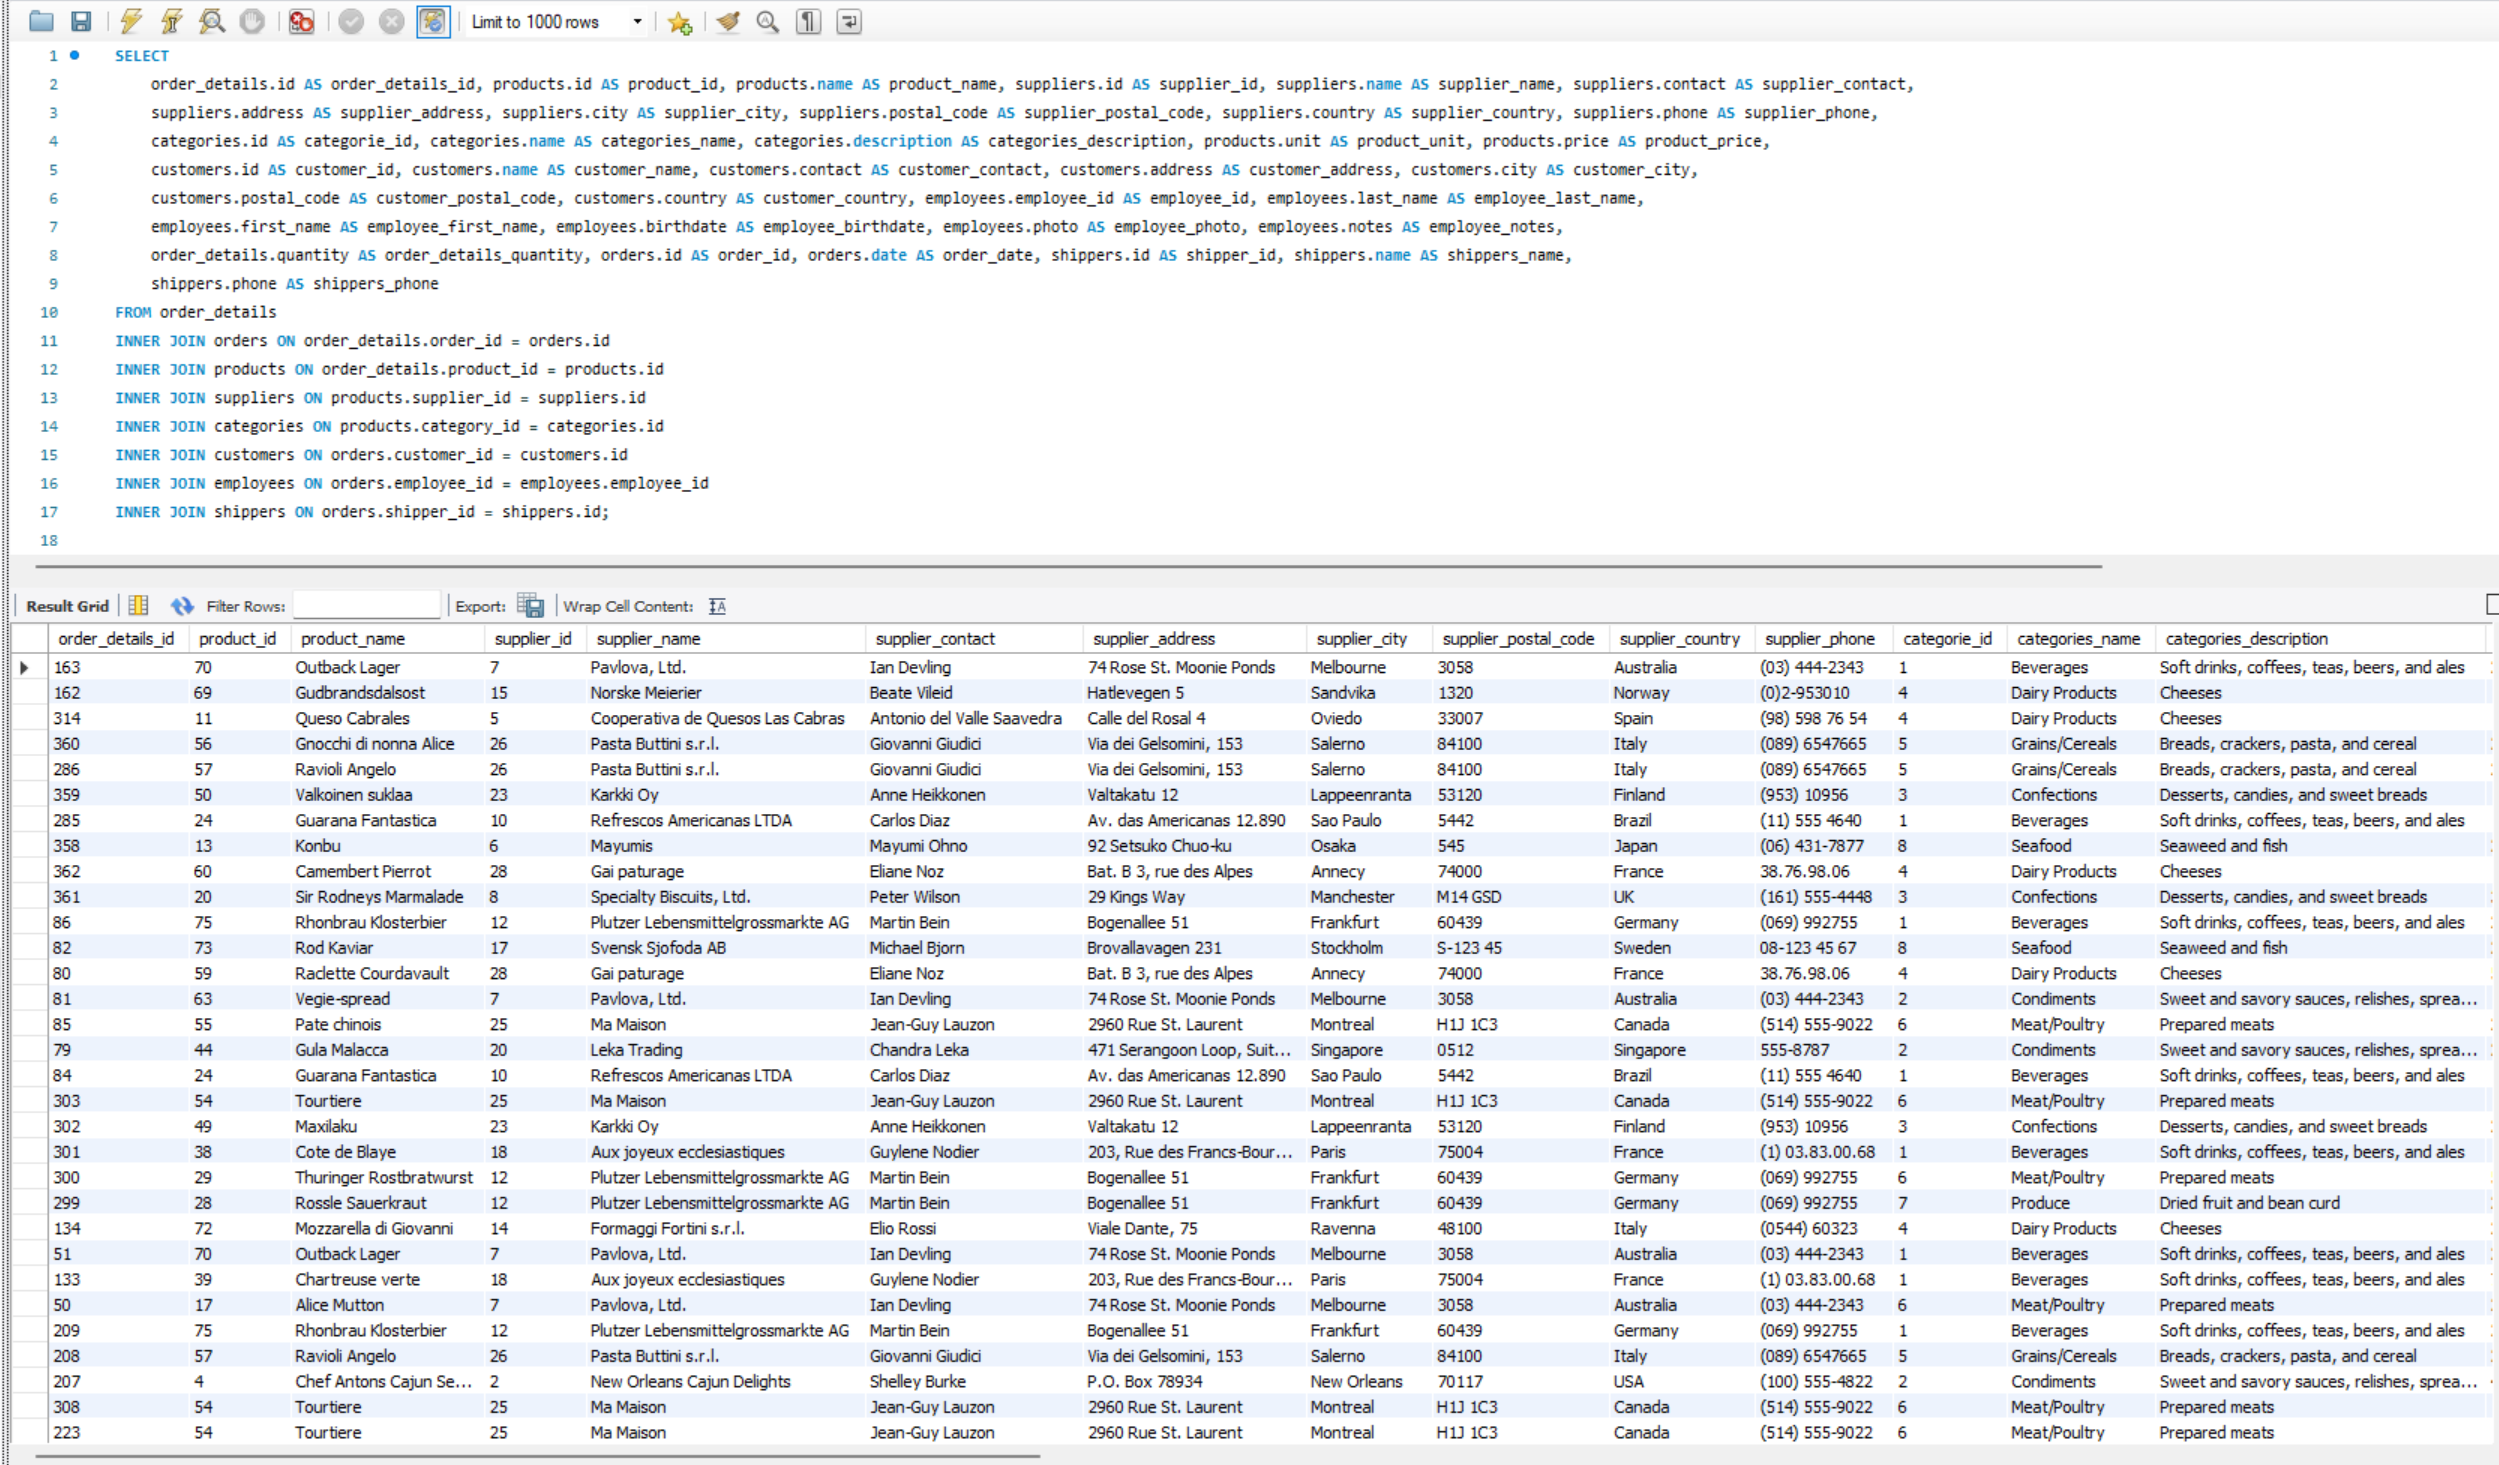 Limit to 1000 rows
1 SELECT
2 order_details.id AS order_details_id, products.id AS product_id, products.name AS product_name, suppliers.id AS supplier_id, suppliers.name AS supplier_name, suppliers.contact AS supplier_contact,
3 suppliers.address AS supplier_address, suppliers.city AS supplier_city, suppliers.postal_code AS supplier_postal_code, suppliers.country AS supplier_country, suppliers.phone AS supplier_phone,
4 categories.id AS categorie_id, categories.name AS categories_name, categories.description AS categories_description, products.unit AS product_unit, products.price AS product_price,
5 customers.id AS customer_id, customers.name AS customer_name, customers.contact AS customer_contact, customers.address AS customer_address, customers.city AS customer_city,
6 customers.postal_code AS customer_postal_code, customers.country AS customer_country, employees.employee_id AS employee_id, employees.last_name AS employee_last_name,
7 employees.first_name AS employee_first_name, employees.birthdate AS employee_birthdate, employees.photo AS employee_photo, employees.notes AS employee_notes,
8 order_details.quantity AS order_details_quantity, orders.id AS order_id, orders.date AS order_date, shippers.id AS shipper_id, shippers.name AS shippers_name,
9 shippers.phone AS shippers_phone
10 FROM order_details
11 INNER JOIN orders ON order_details.order_id = orders.id
12 INNER JOIN products ON order_details.product_id = products.id
13 INNER JOIN suppliers ON products.supplier_id = suppliers.id
14 INNER JOIN categories ON products.category_id = categories.id
15 INNER JOIN customers ON orders.customer_id = customers.id
16 INNER JOIN employees ON orders.employee_id = employees.employee_id
17 INNER JOIN shippers ON orders.shipper_id = shippers.id;
18
Result Grid Filter Rows: Export: Wrap Cell Content:
order_details_id product_id product_name supplier_id supplier_name supplier_contact supplier_address supplier_city supplier_postal_code supplier_country supplier_phone categorie_id categories_name categories_description
163 70 Outback Lager 7 Pavlova, Ltd. Ian Devling 74 Rose St. Moonie Ponds Melbourne 3058 Australia (03) 444-2343 1 Beverages Soft drinks, coffees, teas, beers, and ales
162 69 Gudbrandsdalsost 15 Norske Meierier Beate Vileid Hatlevegen 5 Sandvika 1320 Norway (0)2-953010 4 Dairy Products Cheeses
314 11 Queso Cabrales 5 Cooperativa de Quesos Las Cabras Antonio del Valle Saavedra Calle del Rosal 4 Oviedo 33007 Spain (98) 598 76 54 4 Dairy Products Cheeses
360 56 Gnocchi di nonna Alice 26 Pasta Buttini s.r.l. Giovanni Giudici Via dei Gelsomini, 153 Salerno 84100 Italy (089) 6547665 5 Grains/Cereals Breads, crackers, pasta, and cereal
286 57 Ravioli Angelo 26 Pasta Buttini s.r.l. Giovanni Giudici Via dei Gelsomini, 153 Salerno 84100 Italy (089) 6547665 5 Grains/Cereals Breads, crackers, pasta, and cereal
359 50 Valkoinen suklaa 23 Karkki Oy Anne Heikkonen Valtakatu 12 Lappeenranta 53120 Finland (953) 10956 3 Confections Desserts, candies, and sweet breads
285 24 Guarana Fantastica 10 Refrescos Americanas LTDA Carlos Diaz Av. das Americanas 12.890 Sao Paulo 5442 Brazil (11) 555 4640 1 Beverages Soft drinks, coffees, teas, beers, and ales
358 13 Konbu 6 Mayumis Mayumi Ohno 92 Setsuko Chuo-ku Osaka 545 Japan (06) 431-7877 8 Seafood Seaweed and fish
362 60 Camembert Pierrot 28 Gai paturage Eliane Noz Bat. B 3, rue des Alpes Annecy 74000 France 38.76.98.06 4 Dairy Products Cheeses
361 20 Sir Rodneys Marmalade 8 Specialty Biscuits, Ltd. Peter Wilson 29 Kings Way Manchester M14 GSD UK (161) 555-4448 3 Confections Desserts, candies, and sweet breads
86 75 Rhonbrau Klosterbier 12 Plutzer Lebensmittelgrossmarkte AG Martin Bein Bogenallee 51 Frankfurt 60439 Germany (069) 992755 1 Beverages Soft drinks, coffees, teas, beers, and ales
82 73 Rod Kaviar 17 Svensk Sjofoda AB Michael Bjorn Brovallavagen 231 Stockholm S-123 45 Sweden 08-123 45 67 8 Seafood Seaweed and fish
80 59 Raclette Courdavault 28 Gai paturage Eliane Noz Bat. B 3, rue des Alpes Annecy 74000 France 38.76.98.06 4 Dairy Products Cheeses
81 63 Vegie-spread 7 Pavlova, Ltd. Ian Devling 74 Rose St. Moonie Ponds Melbourne 3058 Australia (03) 444-2343 2 Condiments Sweet and savory sauces, relishes, sprea...
85 55 Pate chinois 25 Ma Maison Jean-Guy Lauzon 2960 Rue St. Laurent Montreal H1J 1C3 Canada (514) 555-9022 6 Meat/Poultry Prepared meats
79 44 Gula Malacca 20 Leka Trading Chandra Leka 471 Serangoon Loop, Suit... Singapore 0512 Singapore 555-8787 2 Condiments Sweet and savory sauces, relishes, sprea...
84 24 Guarana Fantastica 10 Refrescos Americanas LTDA Carlos Diaz Av. das Americanas 12.890 Sao Paulo 5442 Brazil (11) 555 4640 1 Beverages Soft drinks, coffees, teas, beers, and ales
303 54 Tourtiere 25 Ma Maison Jean-Guy Lauzon 2960 Rue St. Laurent Montreal H1J 1C3 Canada (514) 555-9022 6 Meat/Poultry Prepared meats
302 49 Maxilaku 23 Karkki Oy Anne Heikkonen Valtakatu 12 Lappeenranta 53120 Finland (953) 10956 3 Confections Desserts, candies, and sweet breads
301 38 Cote de Blaye 18 Aux joyeux ecclesiastiques Guylene Nodier 203, Rue des Francs-Bour... Paris 75004 France (1) 03.83.00.68 1 Beverages Soft drinks, coffees, teas, beers, and ales
300 29 Thuringer Rostbratwurst 12 Plutzer Lebensmittelgrossmarkte AG Martin Bein Bogenallee 51 Frankfurt 60439 Germany (069) 992755 6 Meat/Poultry Prepared meats
299 28 Rossle Sauerkraut 12 Plutzer Lebensmittelgrossmarkte AG Martin Bein Bogenallee 51 Frankfurt 60439 Germany (069) 992755 7 Produce Dried fruit and bean curd
134 72 Mozzarella di Giovanni 14 Formaggi Fortini s.r.l. Elio Rossi Viale Dante, 75 Ravenna 48100 Italy (0544) 60323 4 Dairy Products Cheeses
51 70 Outback Lager 7 Pavlova, Ltd. Ian Devling 74 Rose St. Moonie Ponds Melbourne 3058 Australia (03) 444-2343 1 Beverages Soft drinks, coffees, teas, beers, and ales
133 39 Chartreuse verte 18 Aux joyeux ecclesiastiques Guylene Nodier 203, Rue des Francs-Bour... Paris 75004 France (1) 03.83.00.68 1 Beverages Soft drinks, coffees, teas, beers, and ales
50 17 Alice Mutton 7 Pavlova, Ltd. Ian Devling 74 Rose St. Moonie Ponds Melbourne 3058 Australia (03) 444-2343 6 Meat/Poultry Prepared meats
209 75 Rhonbrau Klosterbier 12 Plutzer Lebensmittelgrossmarkte AG Martin Bein Bogenallee 51 Frankfurt 60439 Germany (069) 992755 1 Beverages Soft drinks, coffees, teas, beers, and ales
208 57 Ravioli Angelo 26 Pasta Buttini s.r.l. Giovanni Giudici Via dei Gelsomini, 153 Salerno 84100 Italy (089) 6547665 5 Grains/Cereals Breads, crackers, pasta, and cereal
207 4 Chef Antons Cajun Se... 2 New Orleans Cajun Delights Shelley Burke P.O. Box 78934 New Orleans 70117 USA (100) 555-4822 2 Condiments Sweet and savory sauces, relishes, sprea...
308 54 Tourtiere 25 Ma Maison Jean-Guy Lauzon 2960 Rue St. Laurent Montreal H1J 1C3 Canada (514) 555-9022 6 Meat/Poultry Prepared meats
223 54 Tourtiere 25 Ma Maison Jean-Guy Lauzon 2960 Rue St. Laurent Montreal H1J 1C3 Canada (514) 555-9022 6 Meat/Poultry Prepared meats